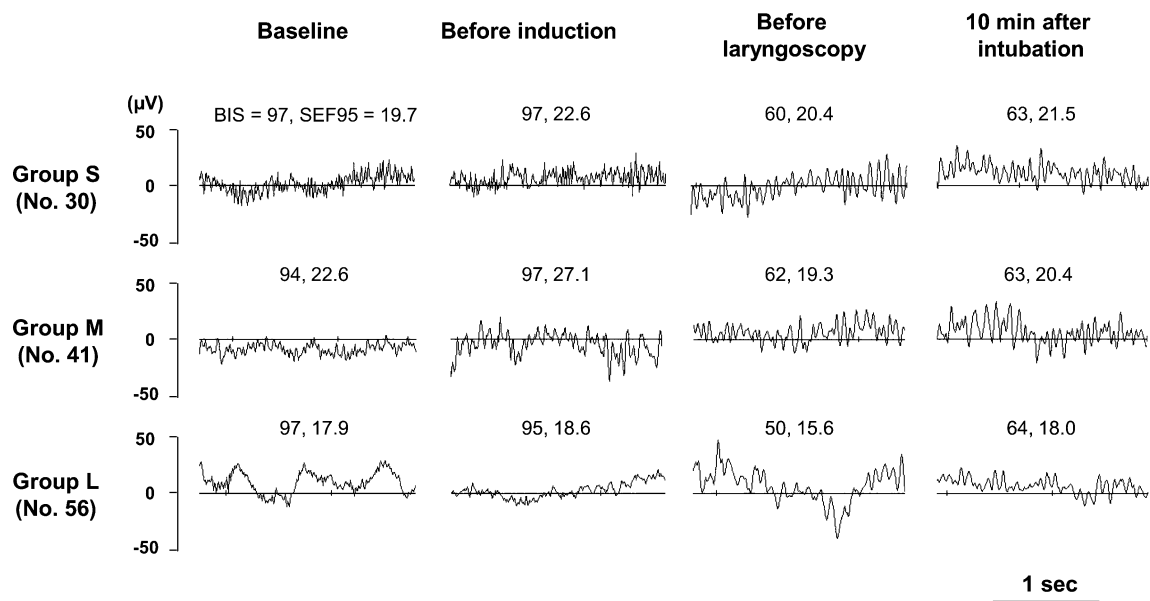 Baseline
Before induction
Before
laryngoscopy
10 min after
intubation
(µV)
BIS = 97, SEF95 = 19.7
97, 22.6
60, 20.4
63, 21.5
50
0
-50
Group S
(No. 30)
94, 22.6
97, 27.1
62, 19.3
63, 20.4
50
0
-50
Group M
(No. 41)
97, 17.9
95, 18.6
50, 15.6
64, 18.0
50
0
-50
Group L
(No. 56)
1 sec